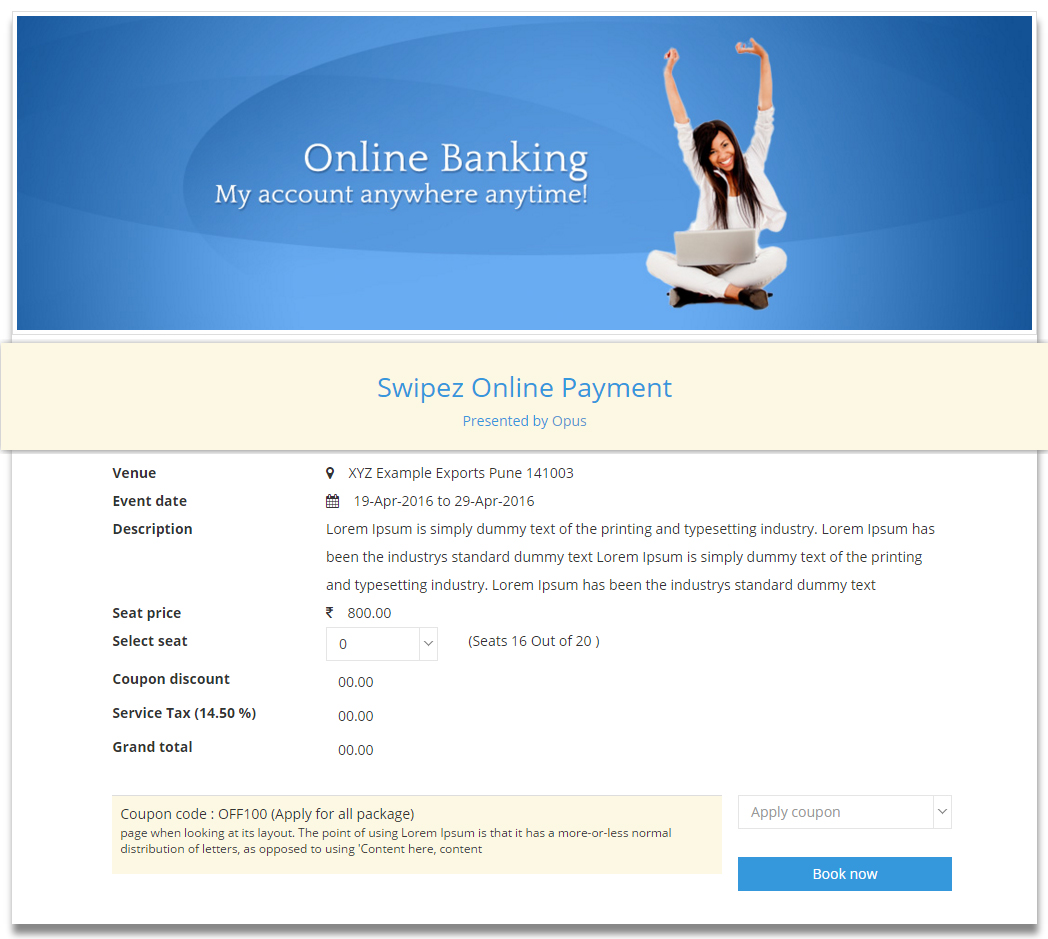 Online Banking
My account anywhere anytime!
Swipez Online Payment
Presented by Opus
Venue XYZ Example Exports Pune 141003
Event date 19-Apr-2016 to 29-Apr-2016
Description Lorem Ipsum is simply dummy text of the printing and typesetting industry. Lorem Ipsum has
been the industrys standard dummy text Lorem Ipsum is simply dummy text of the printing
and typesetting industry. Lorem Ipsum has been the industrys standard dummy text
Seat price ₹ 800.00
Select seat 0 (Seats 16 Out of 20 )
Coupon discount 00.00
Service Tax (14.50 %) 00.00
Grand total 00.00
Coupon code : OFF100 (Apply for all package)
page when looking at its layout. The point of using Lorem Ipsum is that it has a more-or-less normal
distribution of letters, as opposed to using 'Content here, content
Apply coupon
Book now